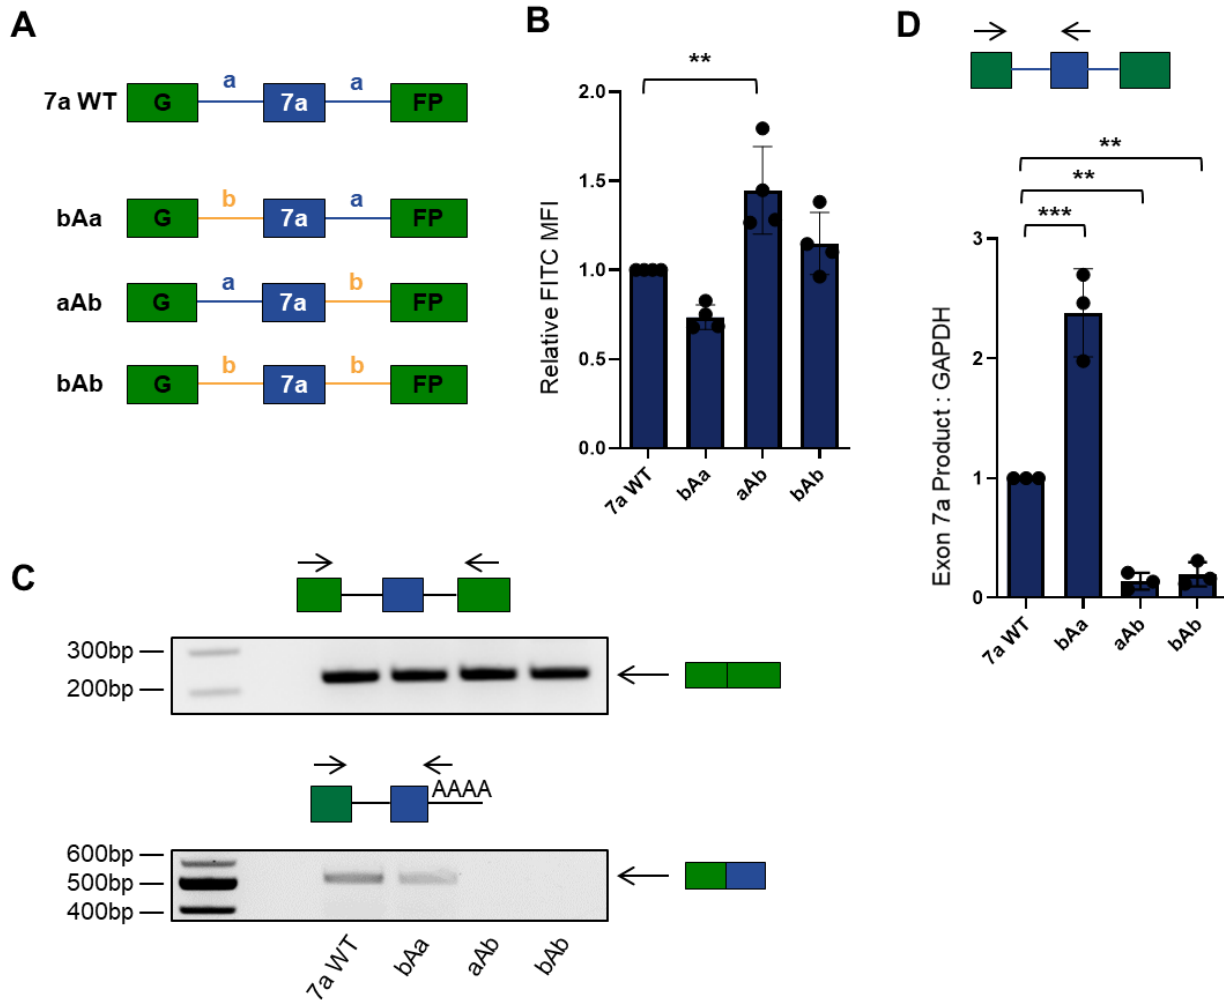 A
a a
7a WT G 7a FP
b a
bAa G 7a FP
a b
aAb G 7a FP
b b
bAb G 7a FP
B
**
Relative FITC MFI
2.0
1.5
1.0
0.5
0.0
7a WT bAa aAb bAb
C
300bp
200bp
AAAA
600bp
500bp
400bp
7a WT bAa aAb bAb
D
**
**
***
Exon 7a Product : GAPDH
3
2
1
0
7a WT bAa aAb bAb